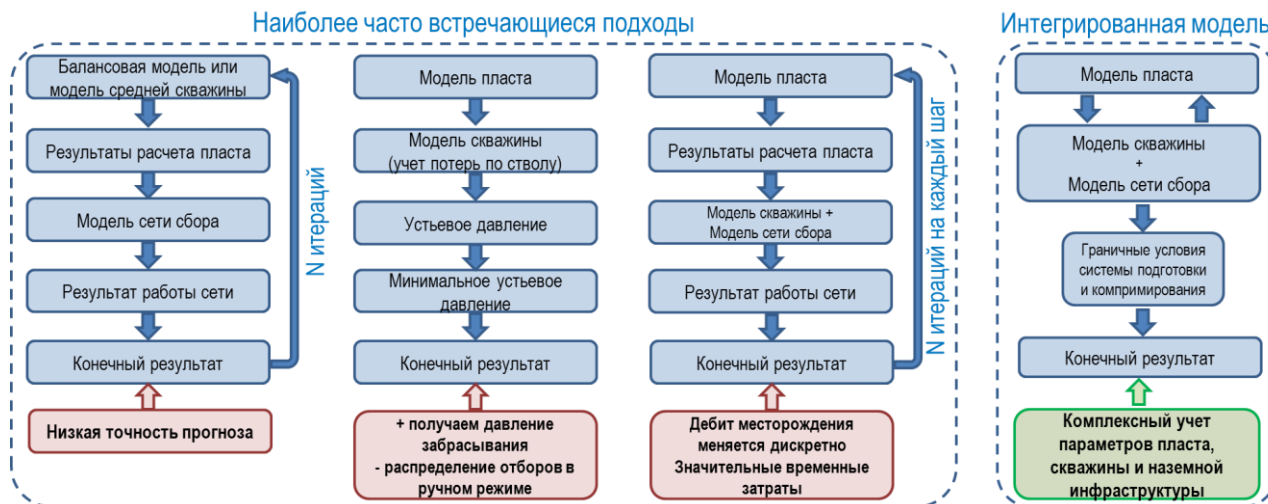 Наиболее часто встречающиеся подходы
Балансовая модель или
модель средней скважины
Результаты расчета пласта
Модель сети сбора
Результат работы сети
Конечный результат
Низкая точность прогноза
N итераций
Модель пласта
Модель скважины
(учет потерь по стволу)
Устьевое давление
Минимальное устьевое
давление
Конечный результат
+ получаем давление
забрасывания
- распределение отборов в
ручном режиме
Модель пласта
Результаты расчета пласта
Модель скважины +
Модель сети сбора
Результат работы сети
Конечный результат
Дебит месторождения
меняется дискретно
Значительные временные
затраты
N итераций на каждый шаг
Интегрированная модель
Модель пласта
Модель скважины
+
Модель сети сбора
Граничные условия
системы подготовки
и компримирования
Конечный результат
Комплексный учет
параметров пласта,
скважины и наземной
инфраструктуры